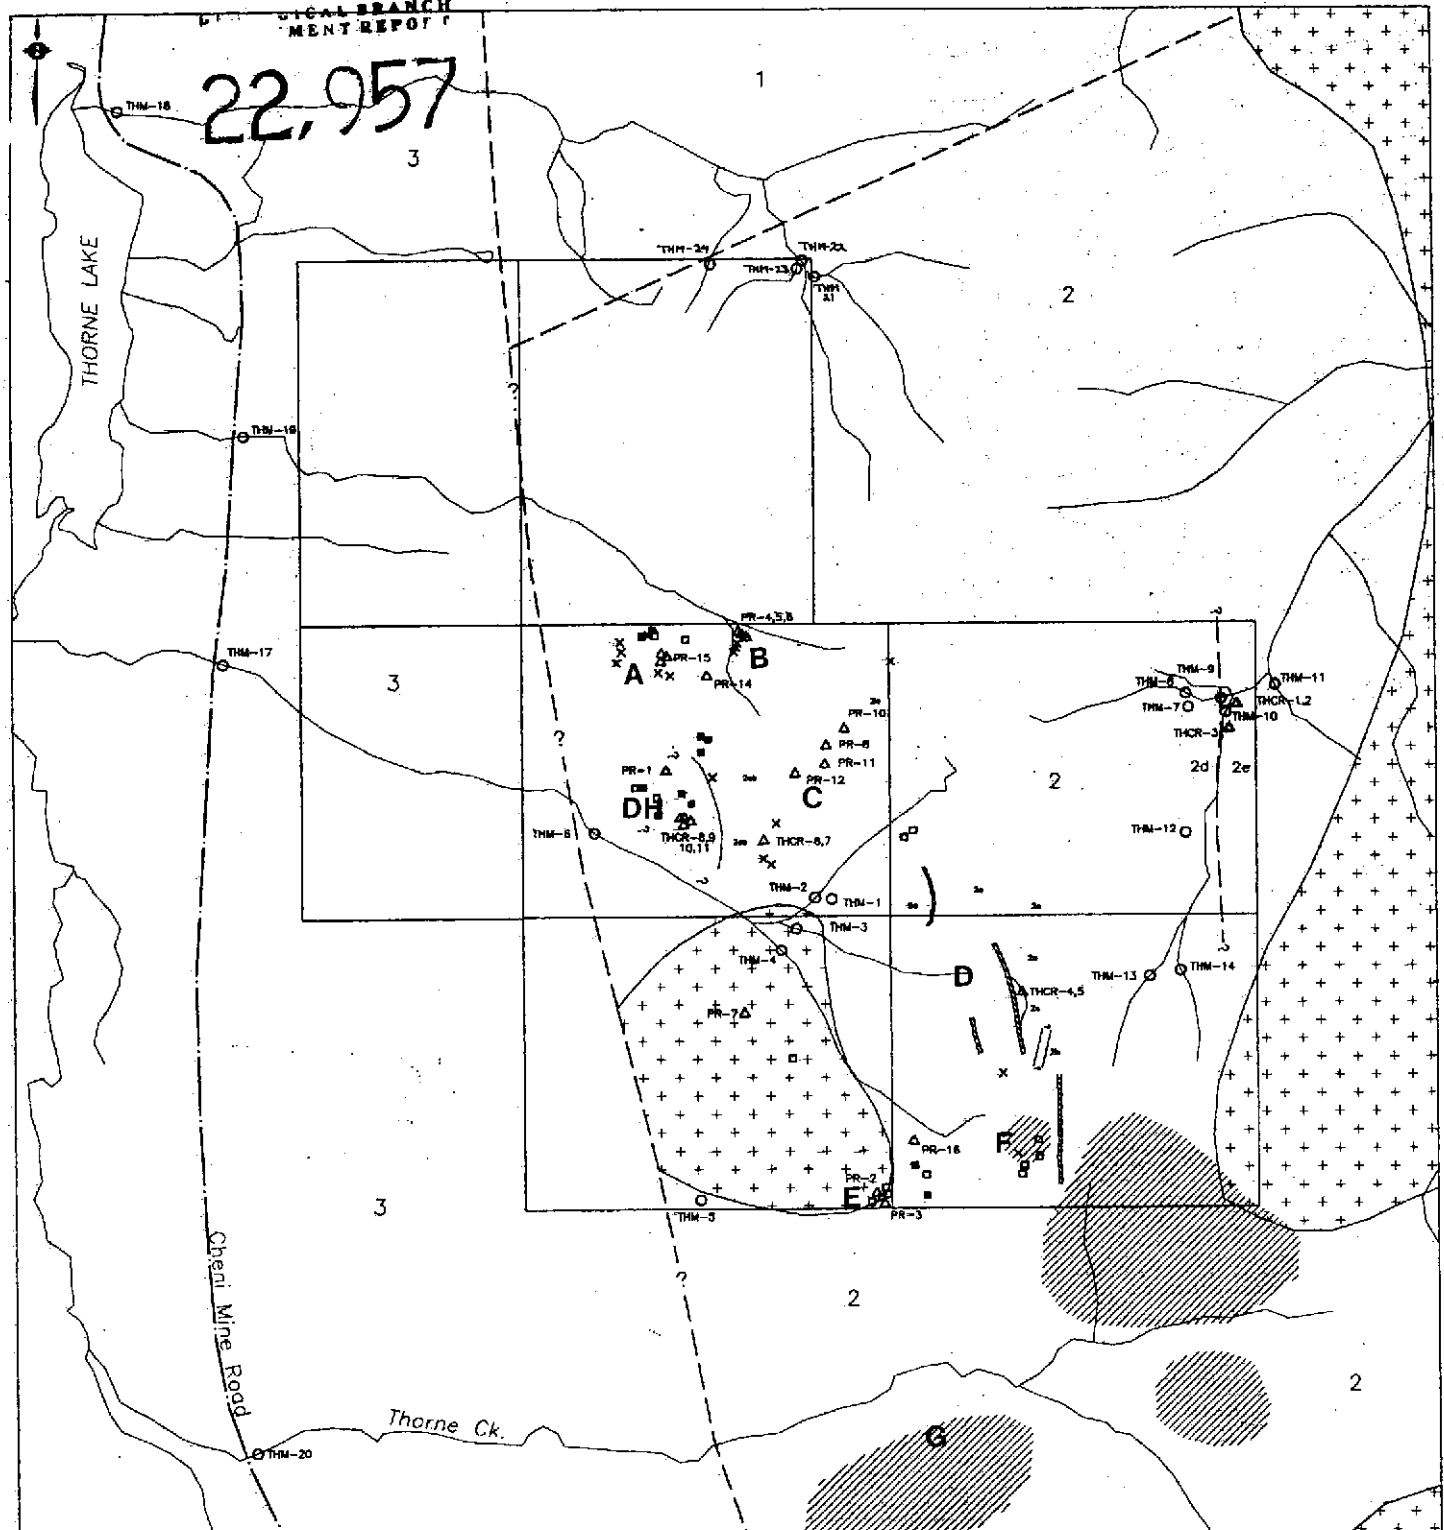 MENT REPORT
22,957
1
THM-18
3
THORNE LAKE
THM-24
THM-22
THM-23
THM
21
2
?
THM-19
PR-4,5,6
THM-17
A
PR-15
B
PR-14
3
THM-9
THM-8
THM-11
THM-7
THCR-1,2
THM-10
THCR-3
PR-10
PR-8
PR-11
PR-12
C
?
PR-1
DH
2
2d
2e
THM-6
THCR-8,9
10,11
THCR-6,7
THM-12
THM-2
THM-1
THM-3
THM-4
D
THCR-4,5
THM-13
THM-14
?
PR-7
F
PR-16
PR-2
E
PR-3
THM-5
3
Cheni Mine Road
?
2
2
Thorne Ck.
G
THM-20